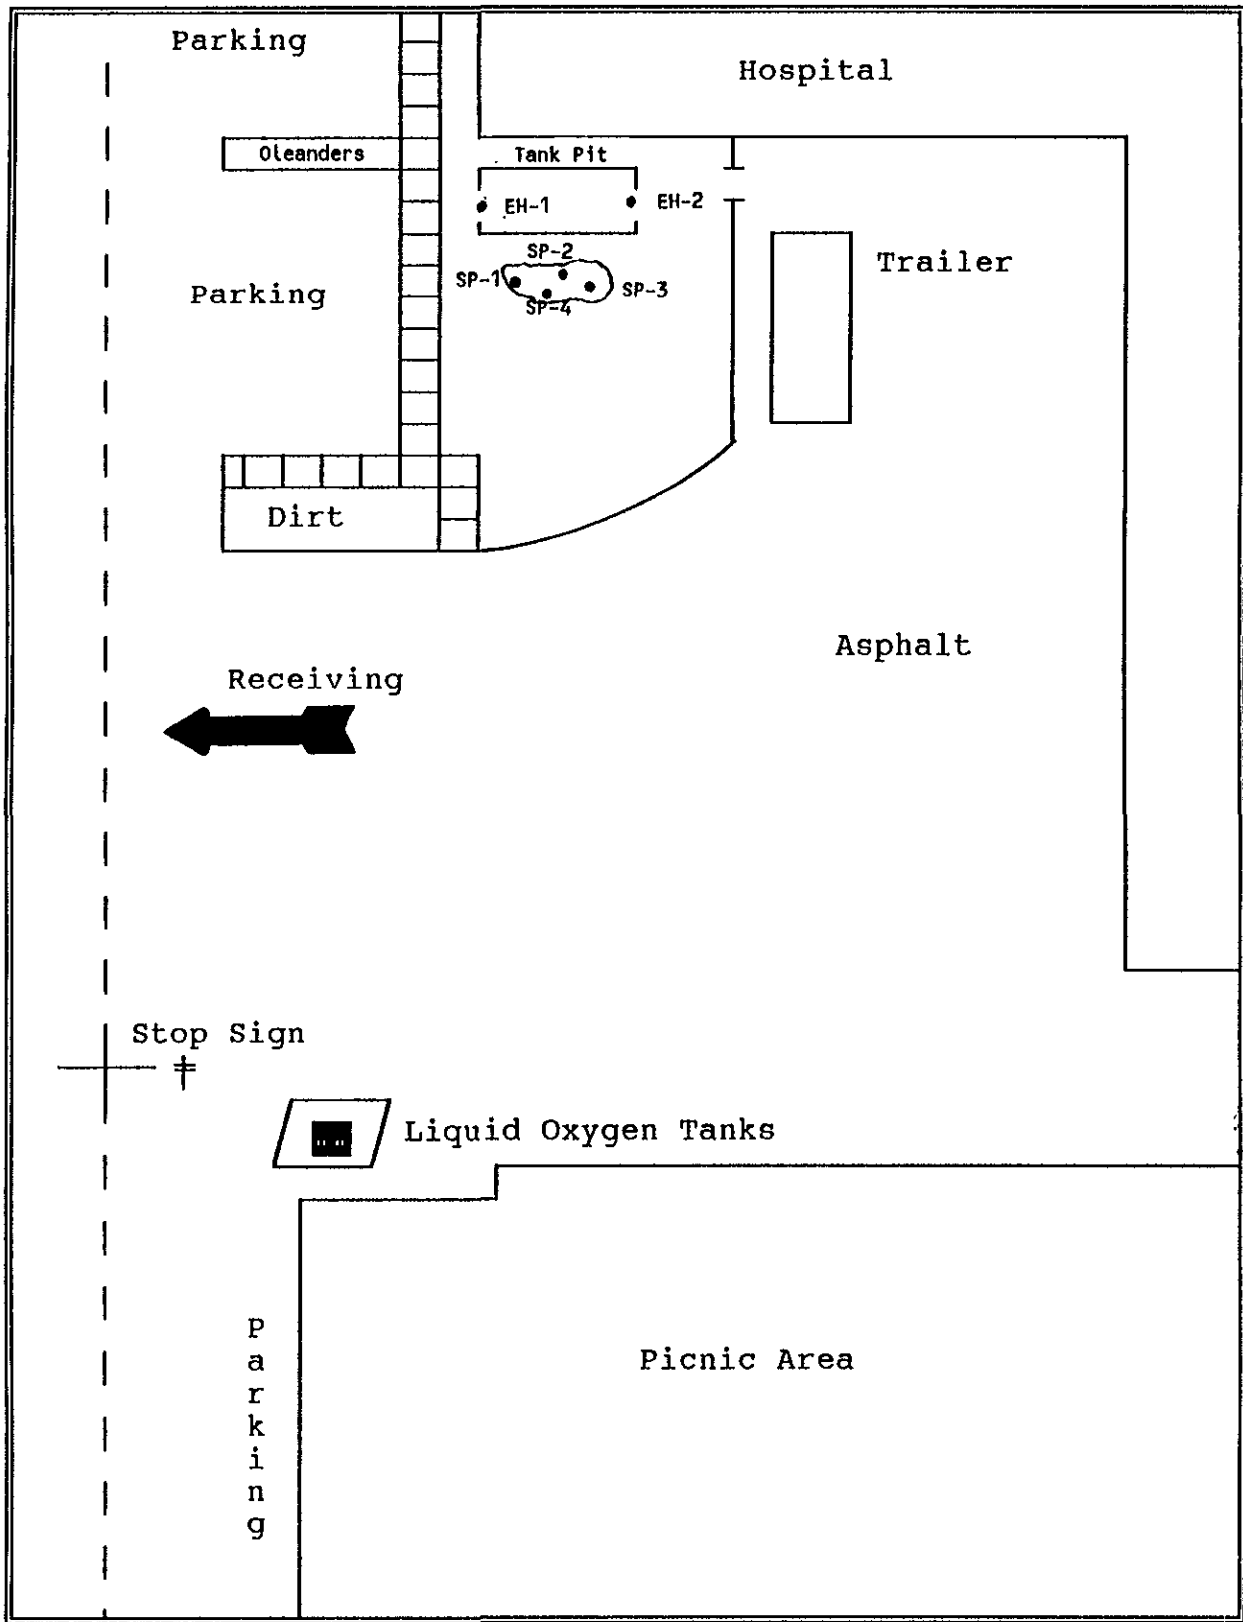 Parking
Hospital
Oleanders
Tank Pit
EH-1
EH-2
SP-2
SP-1
SP-3
SP-4
Trailer
Parking
Dirt
Asphalt
Receiving
Stop Sign
Liquid Oxygen Tanks
Parking
Picnic Area